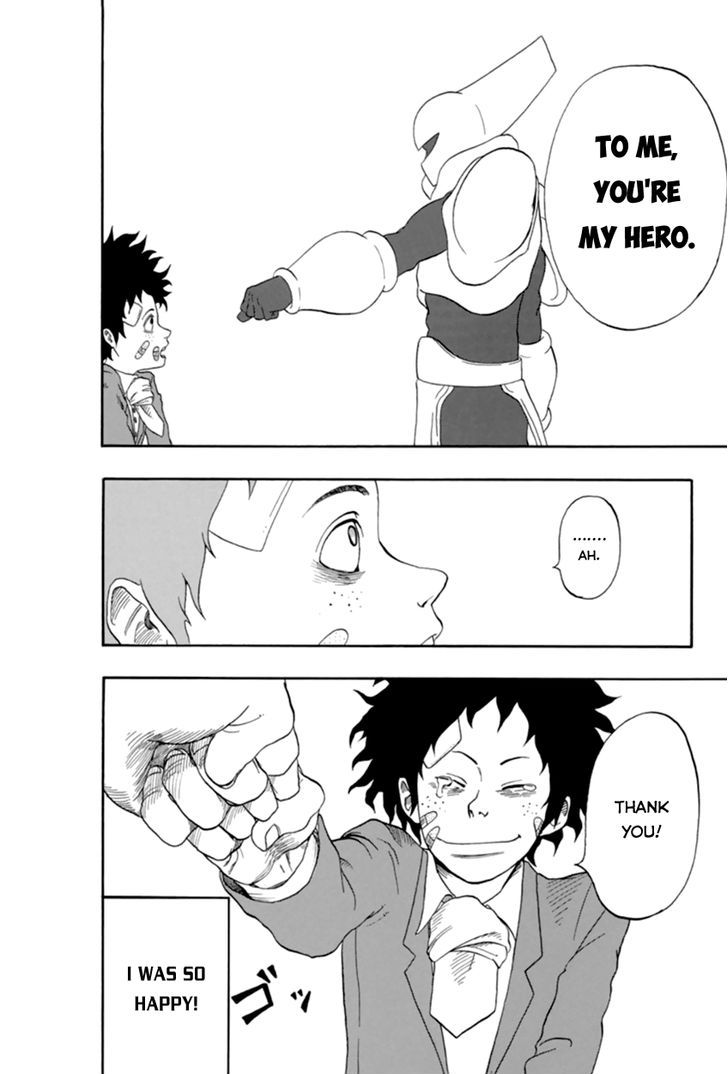 TO ME,
YOU'RE
MY HERO.
.......
AH.
THANK
YOU!
I WAS SO
HAPPY!
ゴッ